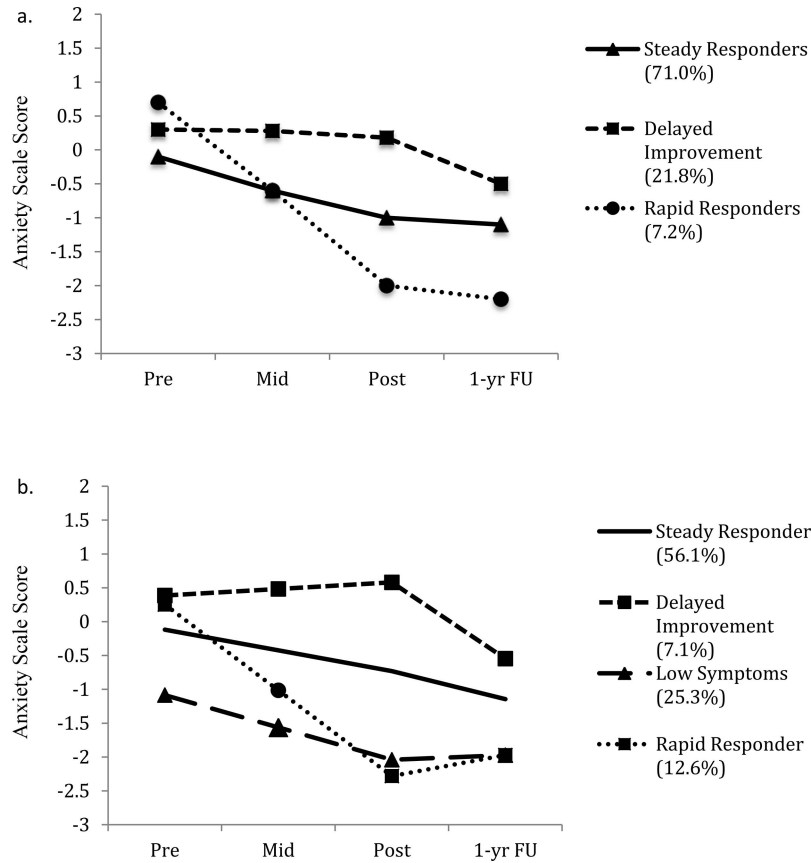 a.
2
1.5
1
0.5
0
-0.5
-1
-1.5
-2
-2.5
-3
Anxiety Scale Score
Pre Mid Post 1-yr FU
Steady Responders
(71.0%)
Delayed
Improvement
(21.8%)
Rapid Responders
(7.2%)
b.
2
1.5
1
0.5
0
-0.5
-1
-1.5
-2
-2.5
-3
Anxiety Scale Score
Pre Mid Post 1-yr FU
Steady Responder
(56.1%)
Delayed
Improvement
(7.1%)
Low Symptoms
(25.3%)
Rapid Responder
(12.6%)